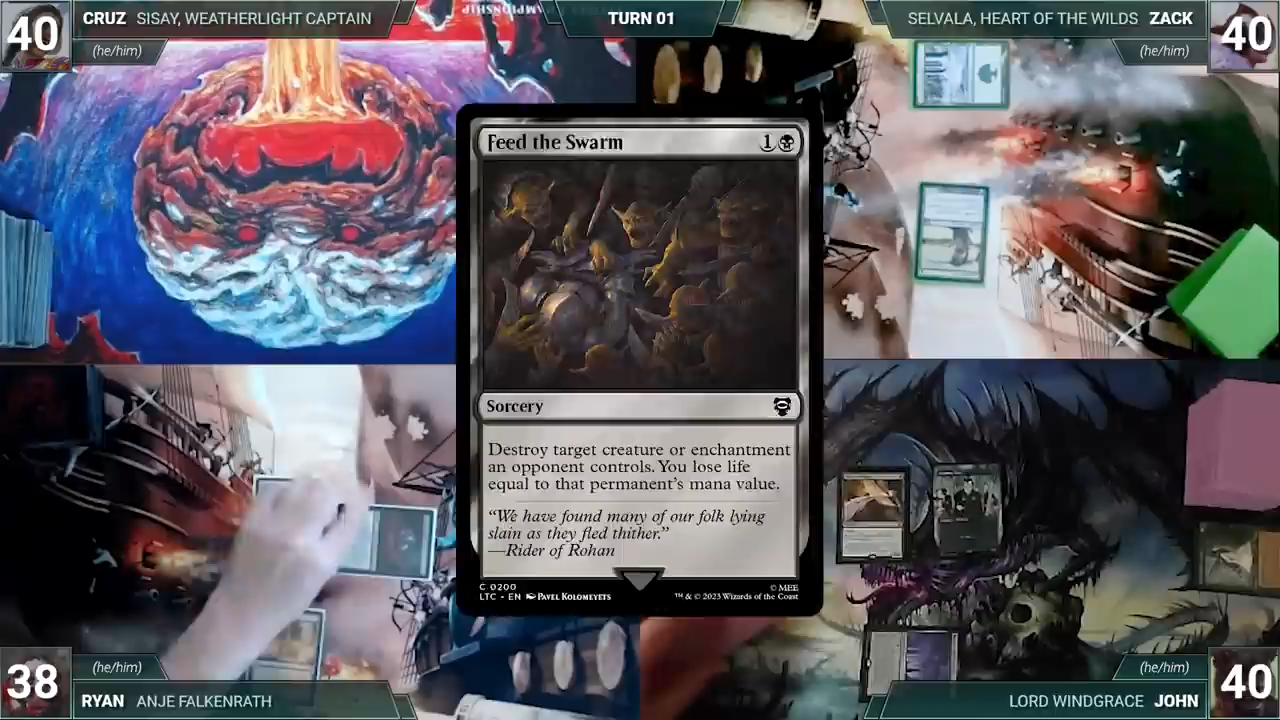 40 CRUZ SISAY, WEATHERLIGHT CAPTAIN
(he/him)
TURN 01
SELVALA, HEART OF THE WILDS ZACK 40
(he/him)
Feed the Swarm 1
Sorcery
Destroy target creature or enchantment
an opponent controls. You lose life
equal to that permanent's mana value.
“We have found many of our folk lying
slain as they fled thither.”
—Rider of Rohan
C 0200
LTC • EN PAVEL KOLOMEYETS
© MEE
™ & © 2023 Wizards of the Coast
(he/him)
38 RYAN ANJE FALKENRATH
(he/him)
LORD WINDGRACE JOHN 40